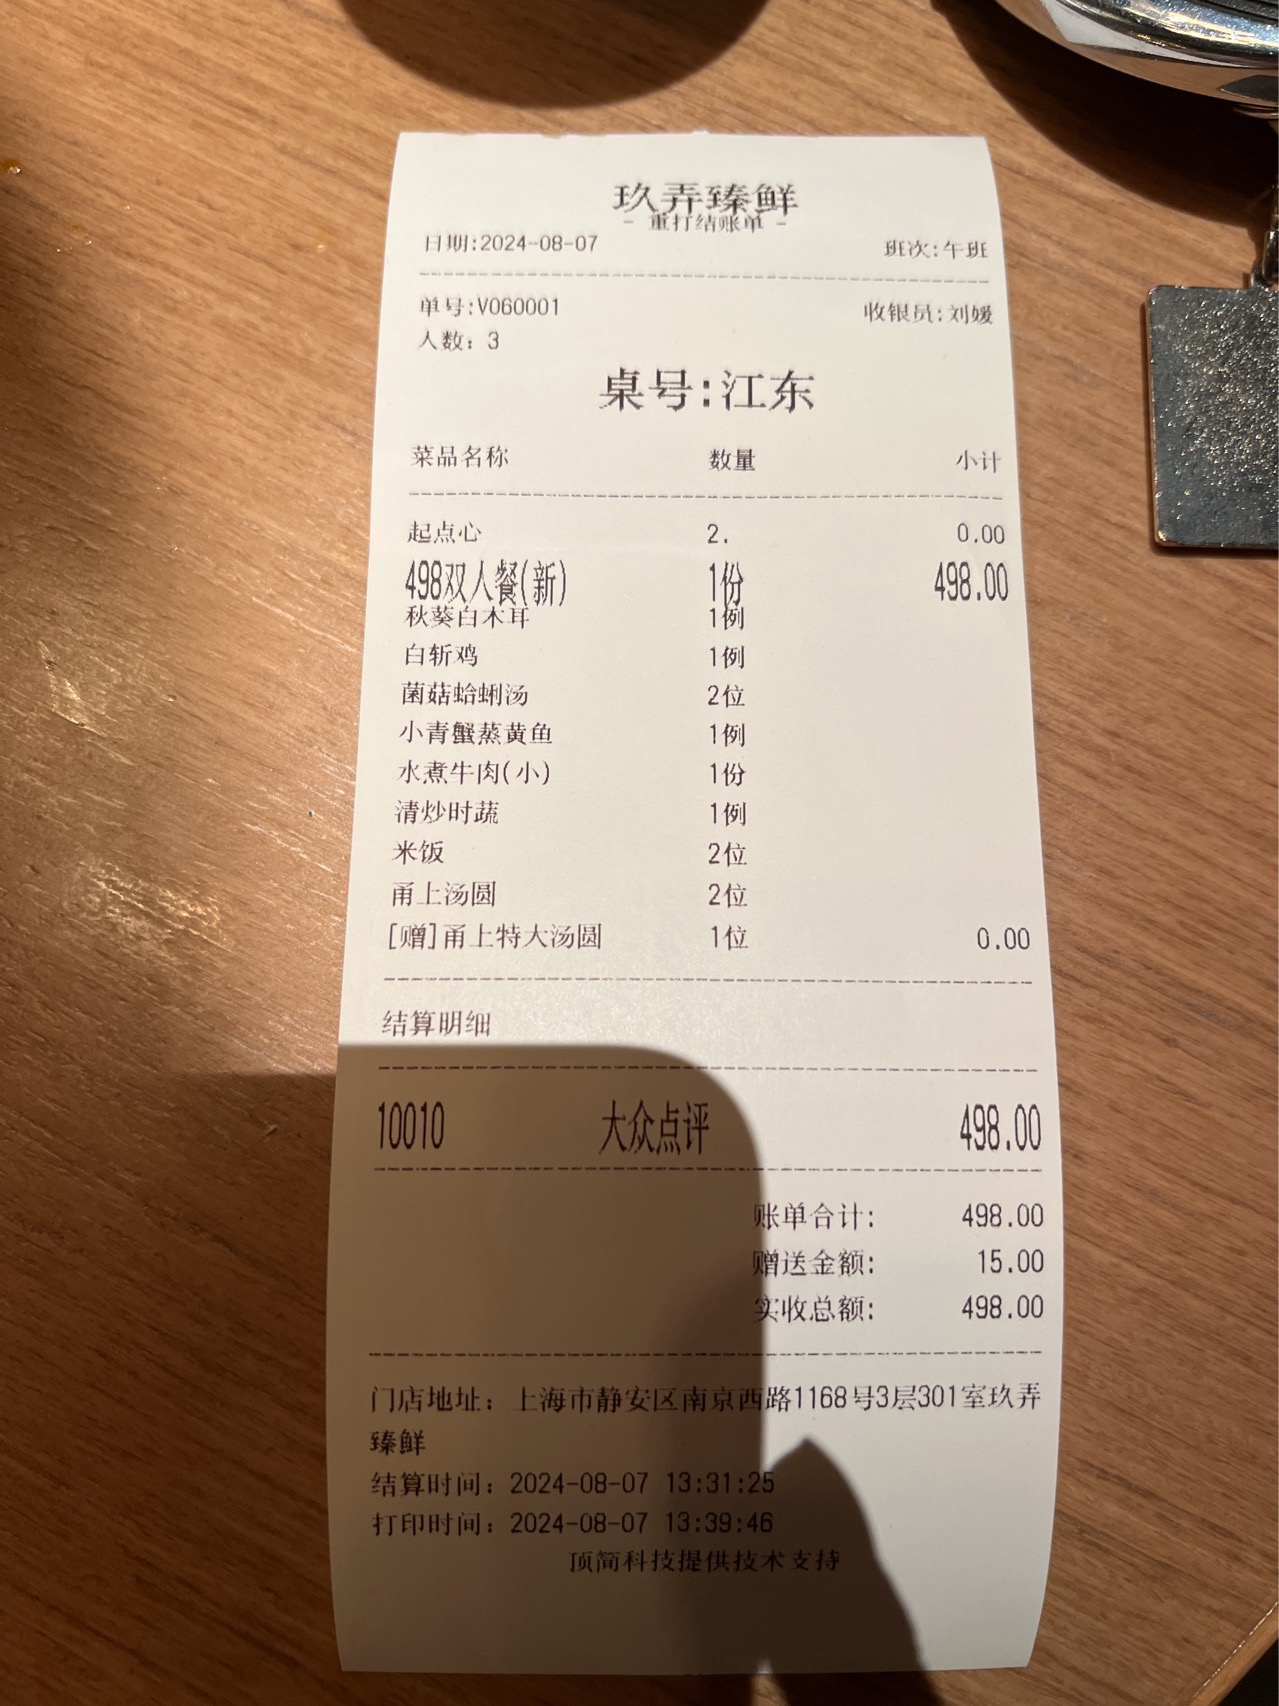 玖弄臻鲜
- 重打结账单 -
日期:2024-08-07 班次:午班
单号:V060001 收银员:刘媛
人数: 3
桌号:江东
菜品名称 数量 小计
起点心 2. 0.00
498双人餐(新) 1份 498.00
秋葵白木耳 1例
白斩鸡 1例
菌菇蛤蜊汤 2位
小青蟹蒸黄鱼 1例
水煮牛肉(小) 1份
清炒时蔬 1例
米饭 2位
甬上汤圆 2位
[赠]甬上特大汤圆 1位 0.00
结算明细
10010 大众点评 498.00
账单合计: 498.00
赠送金额: 15.00
实收总额: 498.00
门店地址: 上海市静安区南京西路1168号3层301室玖弄
臻鲜
结算时间: 2024-08-07 13:31:25
打印时间: 2024-08-07 13:39:46
顶简科技提供技术支持